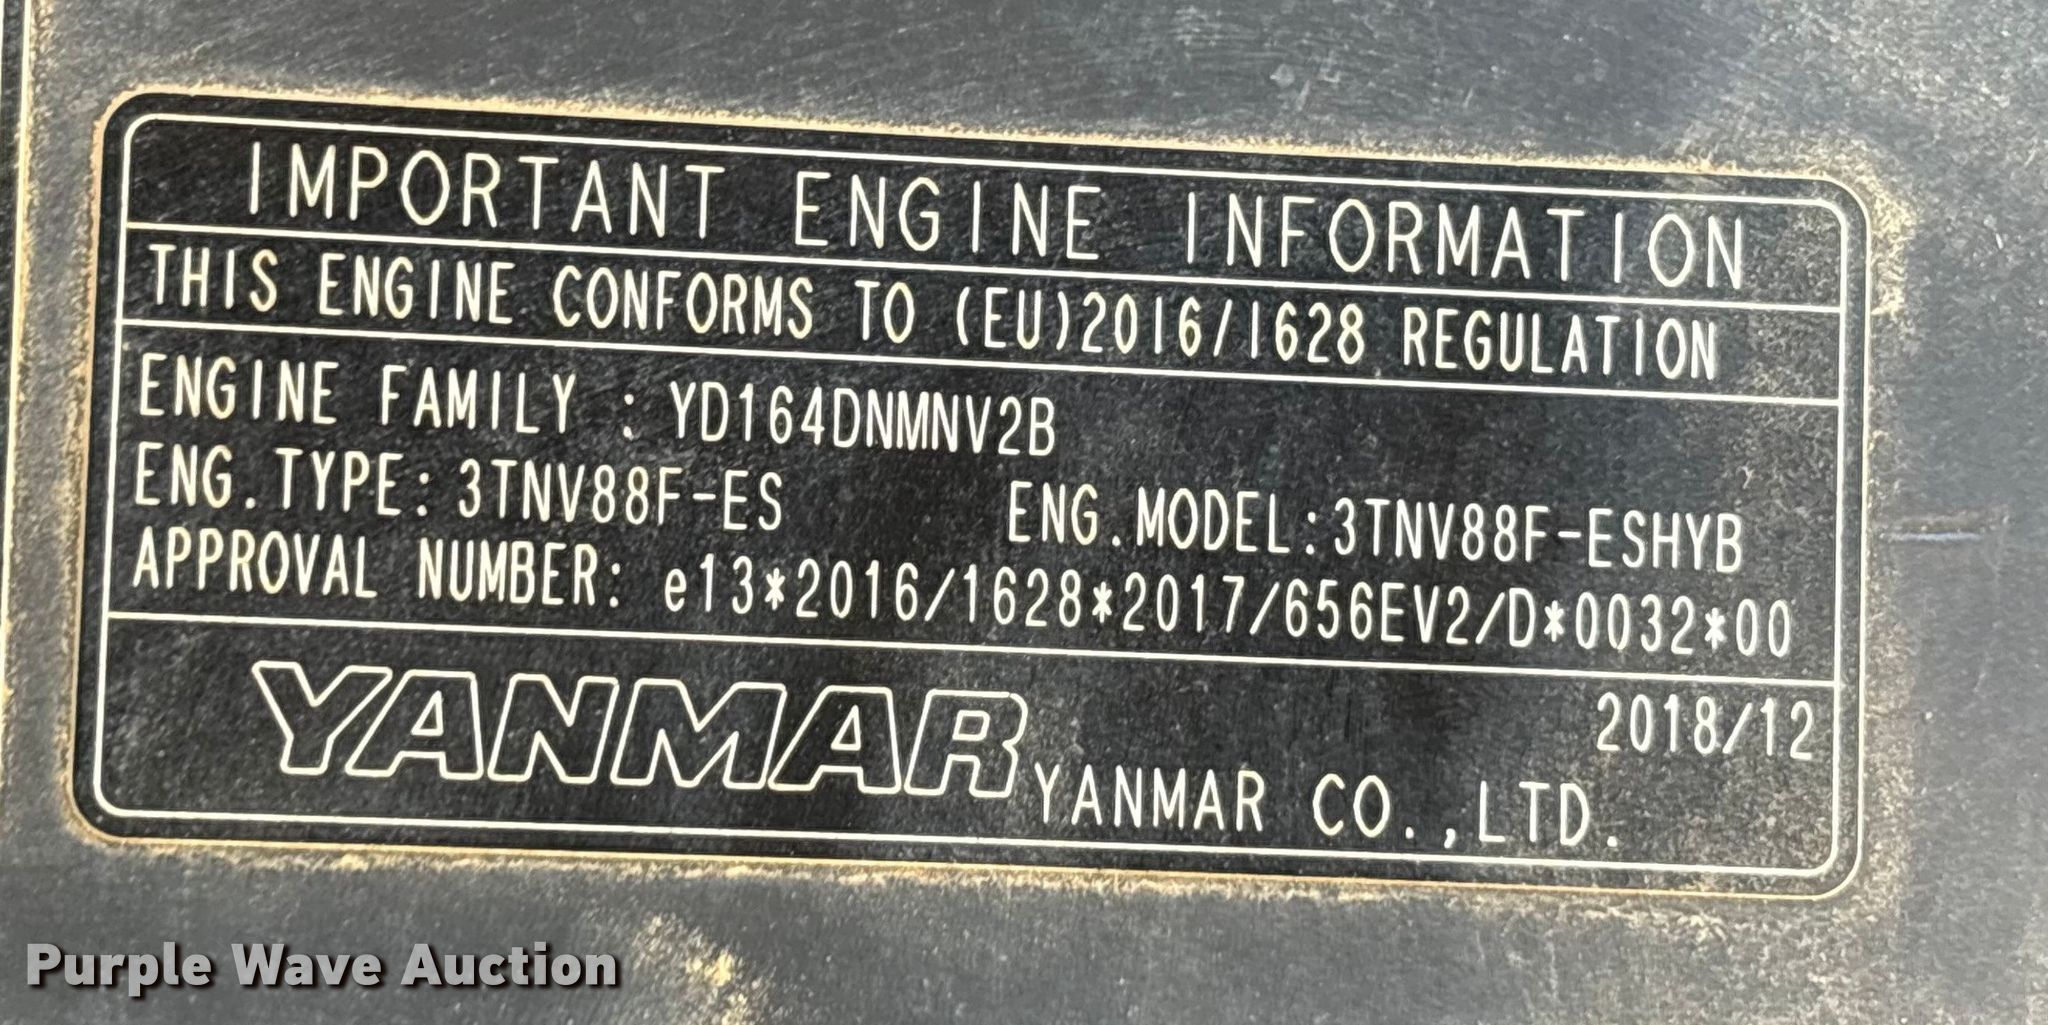 IMPORTANT ENGINE INFORMATION
THIS ENGINE CONFORMS TO (EU)2016/1628 REGULATION
ENGINE FAMILY : YD164DNMNV2B
ENG.TYPE: 3TNV88F-ES ENG.MODEL:3TNV88F-ESHYB
APPROVAL NUMBER: e13*2016/1628*2017/656EV2/D*0032*00
2018/12
YANMAR YANMAR CO.,LTD.
Purple Wave Auction